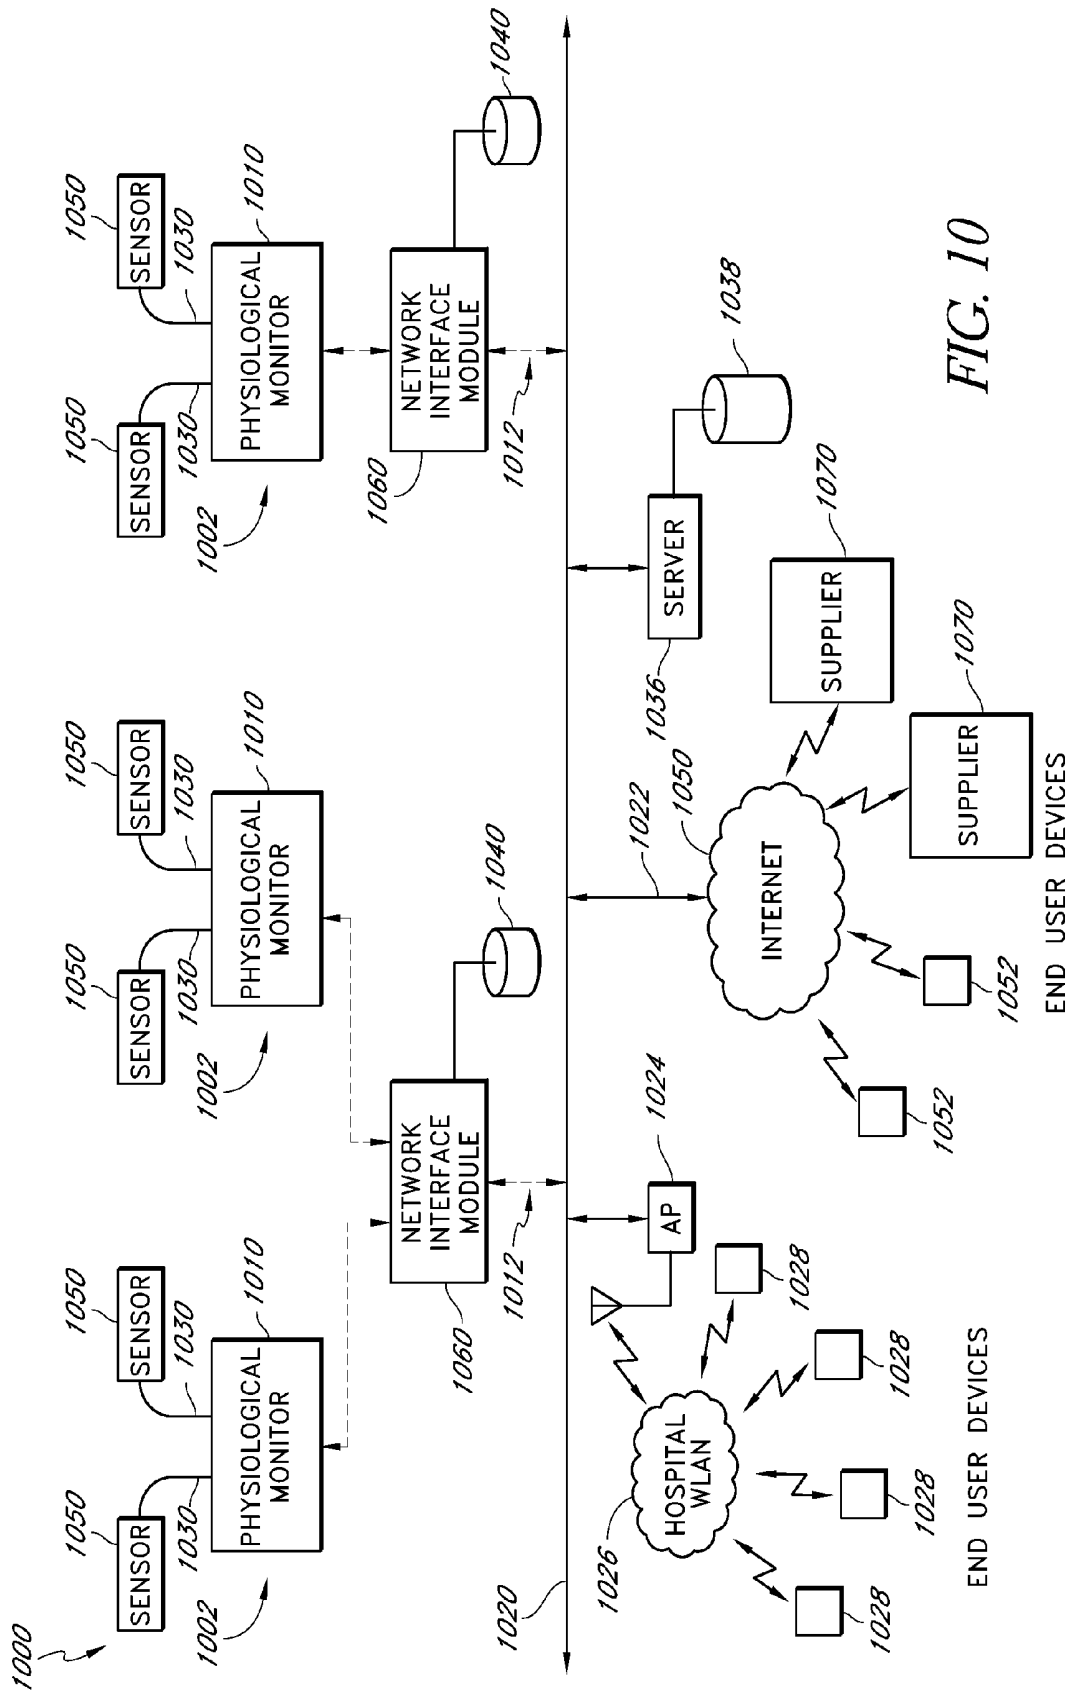 1000
1050
1050
1050
1050
1050
1050
SENSOR
SENSOR
SENSOR
SENSOR
SENSOR
SENSOR
1030
1030
1030
1030
1030
1030
1002
1010
1002
1010
1002
1010
PHYSIOLOGICAL
MONITOR
PHYSIOLOGICAL
MONITOR
PHYSIOLOGICAL
MONITOR
1060
NETWORK
INTERFACE
MODULE
1040
1060
NETWORK
INTERFACE
MODULE
1040
1012
1012
1020
1024
AP
1022
1036
SERVER
1038
1026
HOSPITAL
WLAN
1028
1028
1028
1028
END USER DEVICES
1050
INTERNET
1052
1052
SUPPLIER
1070
SUPPLIER
1070
END USER DEVICES
FIG. 10